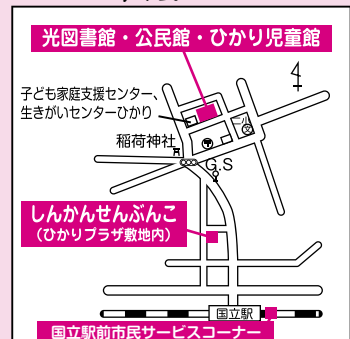 光図書館・公民館・ひかり児童館
子ども家庭支援センター、
生きがいセンターひかり
二小
文
稲荷神社
G.S
しんかんせんぶんこ
（ひかりプラザ敷地内）
国立駅
国立駅前市民サービスコーナー